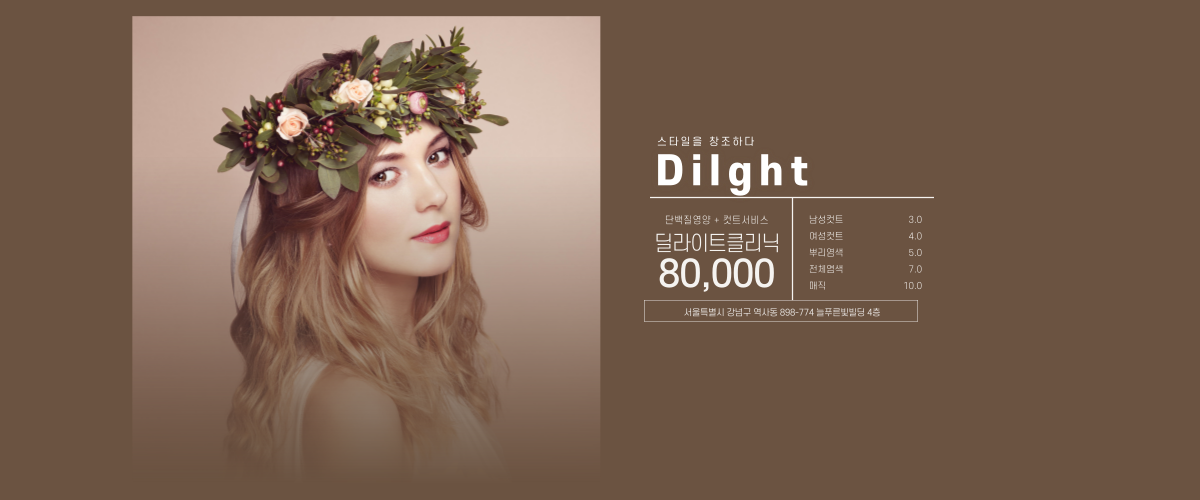 스타일을 창조하다
Dilght
단백질영양 + 컷트서비스
딜라이트클리닉
80,000
남성컷트 3.0
여성컷트 4.0
뿌리염색 5.0
전체염색 7.0
매직 10.0
서울특별시 강남구 역사동 898-774 늘푸른빛빌딩 4층